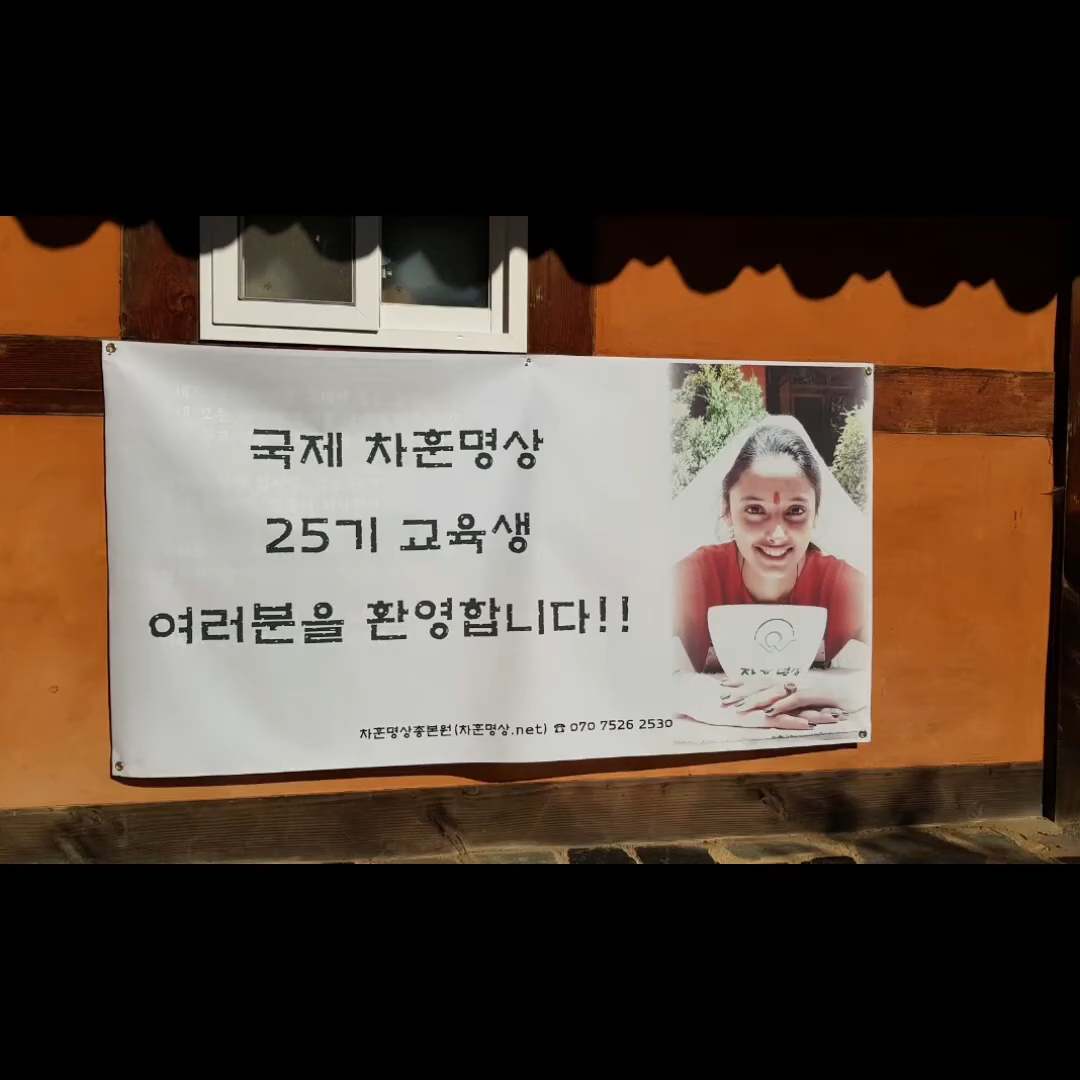 국제 차훈명상
25기 교육생
여러분을 환영합니다!!
차훈명상총본원(차훈명상.net) ☎ 070 7526 2530